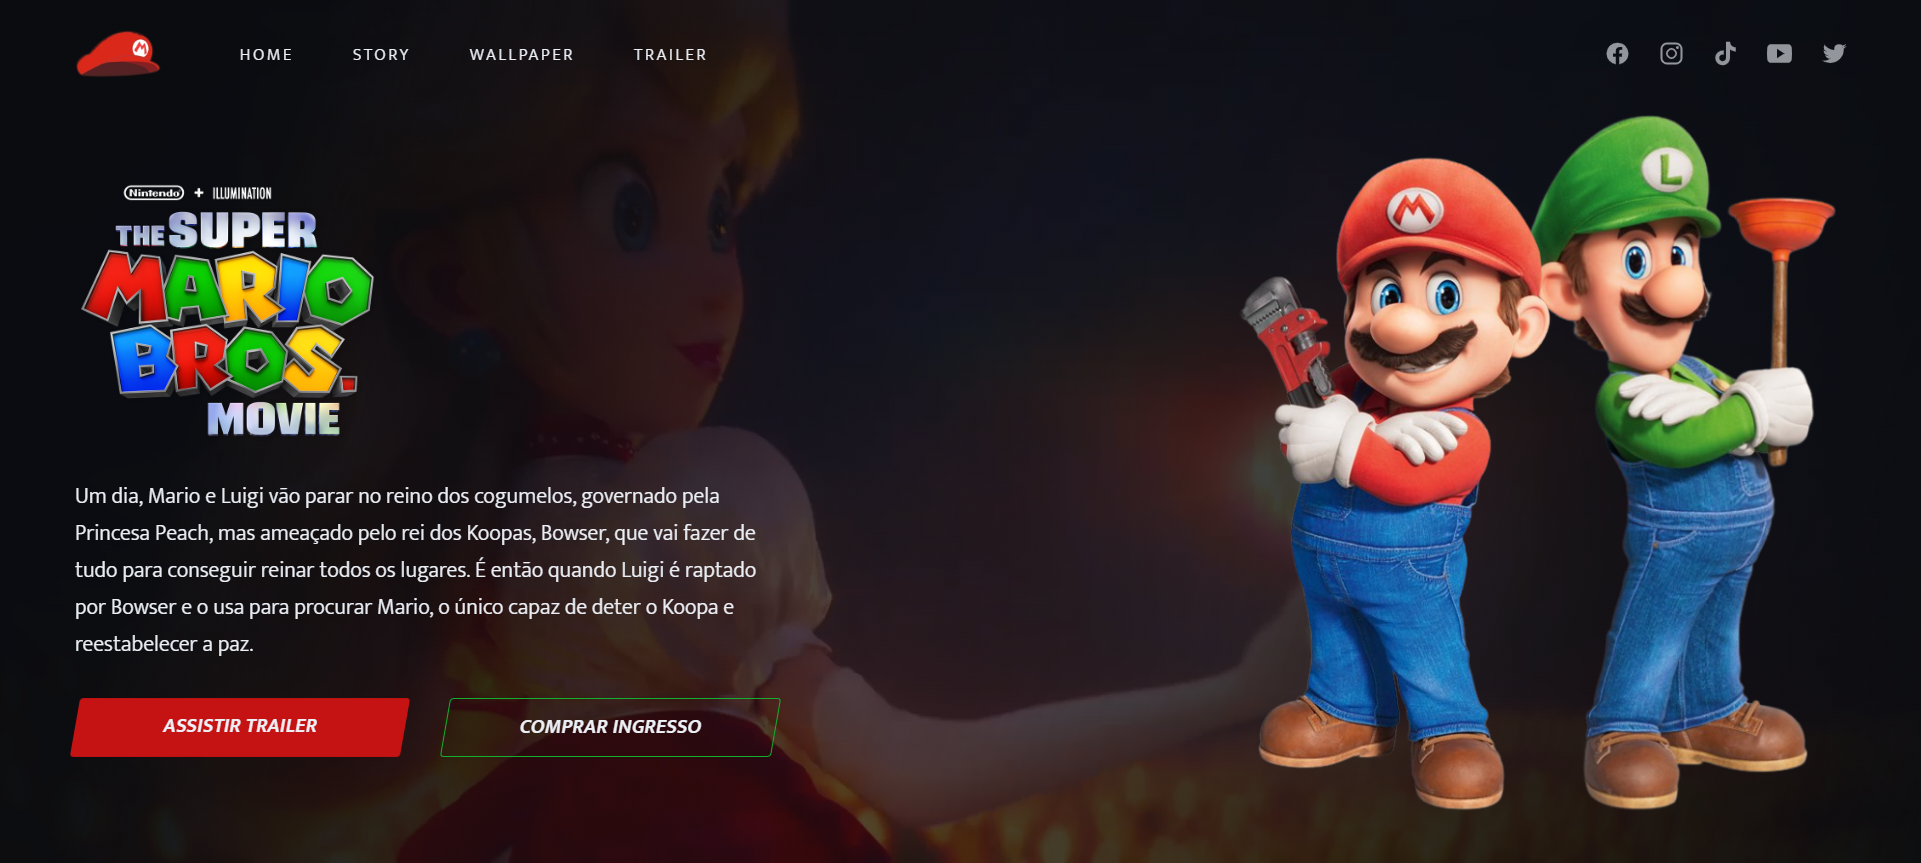 HOME STORY WALLPAPER TRAILER
Nintendo + ILLUMINATION
THE SUPER
MARIO
BROS.
MOVIE
M
L
Um dia, Mario e Luigi vão parar no reino dos cogumelos, governado pela
Princesa Peach, mas ameaçado pelo rei dos Koopas, Bowser, que vai fazer de
tudo para conseguir reinar todos os lugares. É então quando Luigi é raptado
por Bowser e o usa para procurar Mario, o único capaz de deter o Koopa e
reestabelecer a paz.
ASSISTIR TRAILER
COMPRAR INGRESSO